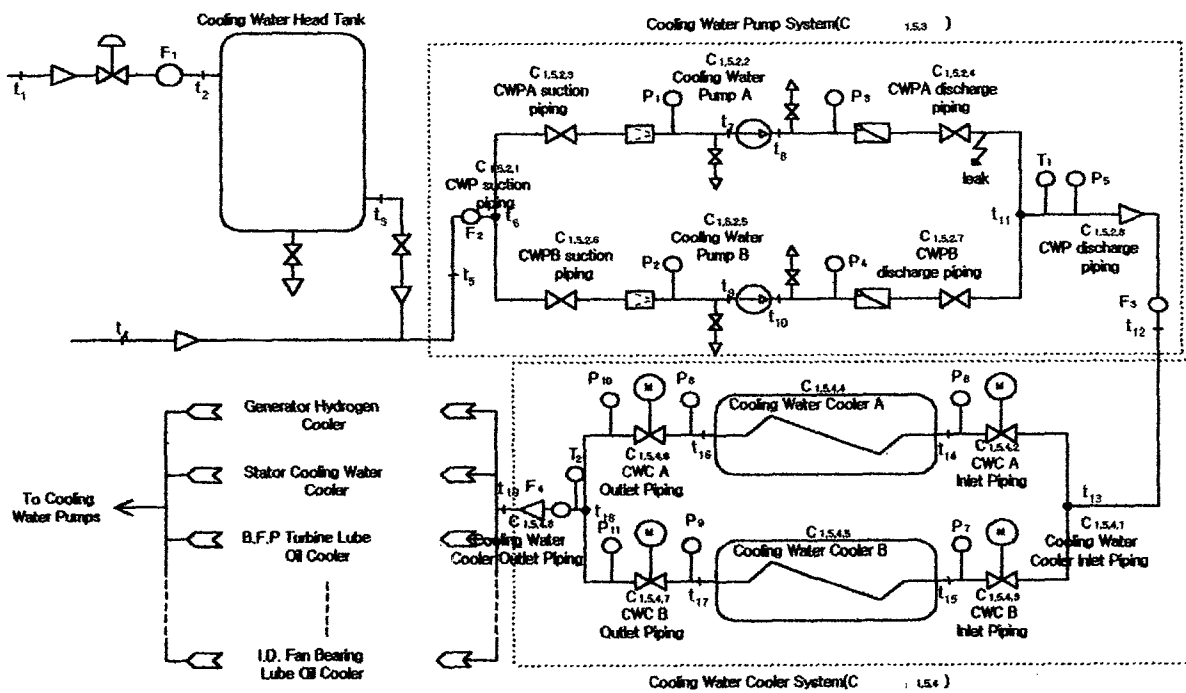 Cooling Water Head Tank
Cooling Water Pump System(C 1,5,3 )
F1
t1
t2
t3
C 1,5,2,3
CWPA suction
piping
P1
C 1,5,2,2
Cooling Water
Pump A
P3
C 1,5,2,4
CWPA discharge
piping
t7
t8
leak
C 1,5,2,1
CWP suction
piping
F2
t6
t5
T1
P5
t11
C 1,5,2,8
CWP discharge
piping
C 1,5,2,6
CWPB suction
piping
P2
C 1,5,2,5
Cooling Water
Pump B
P4
C 1,5,2,7
CWPB
discharge piping
t9
t10
F3
t12
P10
M
P8
C 1,5,4,4
Cooling Water Cooler A
P6
M
t16
t14
C 1,5,4,6
CWC A
Outlet Piping
C 1,5,4,2
CWC A
Inlet Piping
t13
T2
F4
t19
t18
C 1,5,4,8
Cooling Water
Cooler Outlet Piping
P11
M
P9
C 1,5,4,5
Cooling Water Cooler B
P7
M
C 1,5,4,1
Cooling Water
Cooler Inlet Piping
t17
t15
C 1,5,4,7
CWC B
Outlet Piping
C 1,5,4,3
CWC B
Inlet Piping
Cooling Water Cooler System(C 1,5,4 )
Generator Hydrogen
Cooler
Stator Cooling Water
Cooler
To Cooling
Water Pumps
B.F.P Turbine Lube
Oil Cooler
I.D. Fan Bearing
Lube Oil Cooler